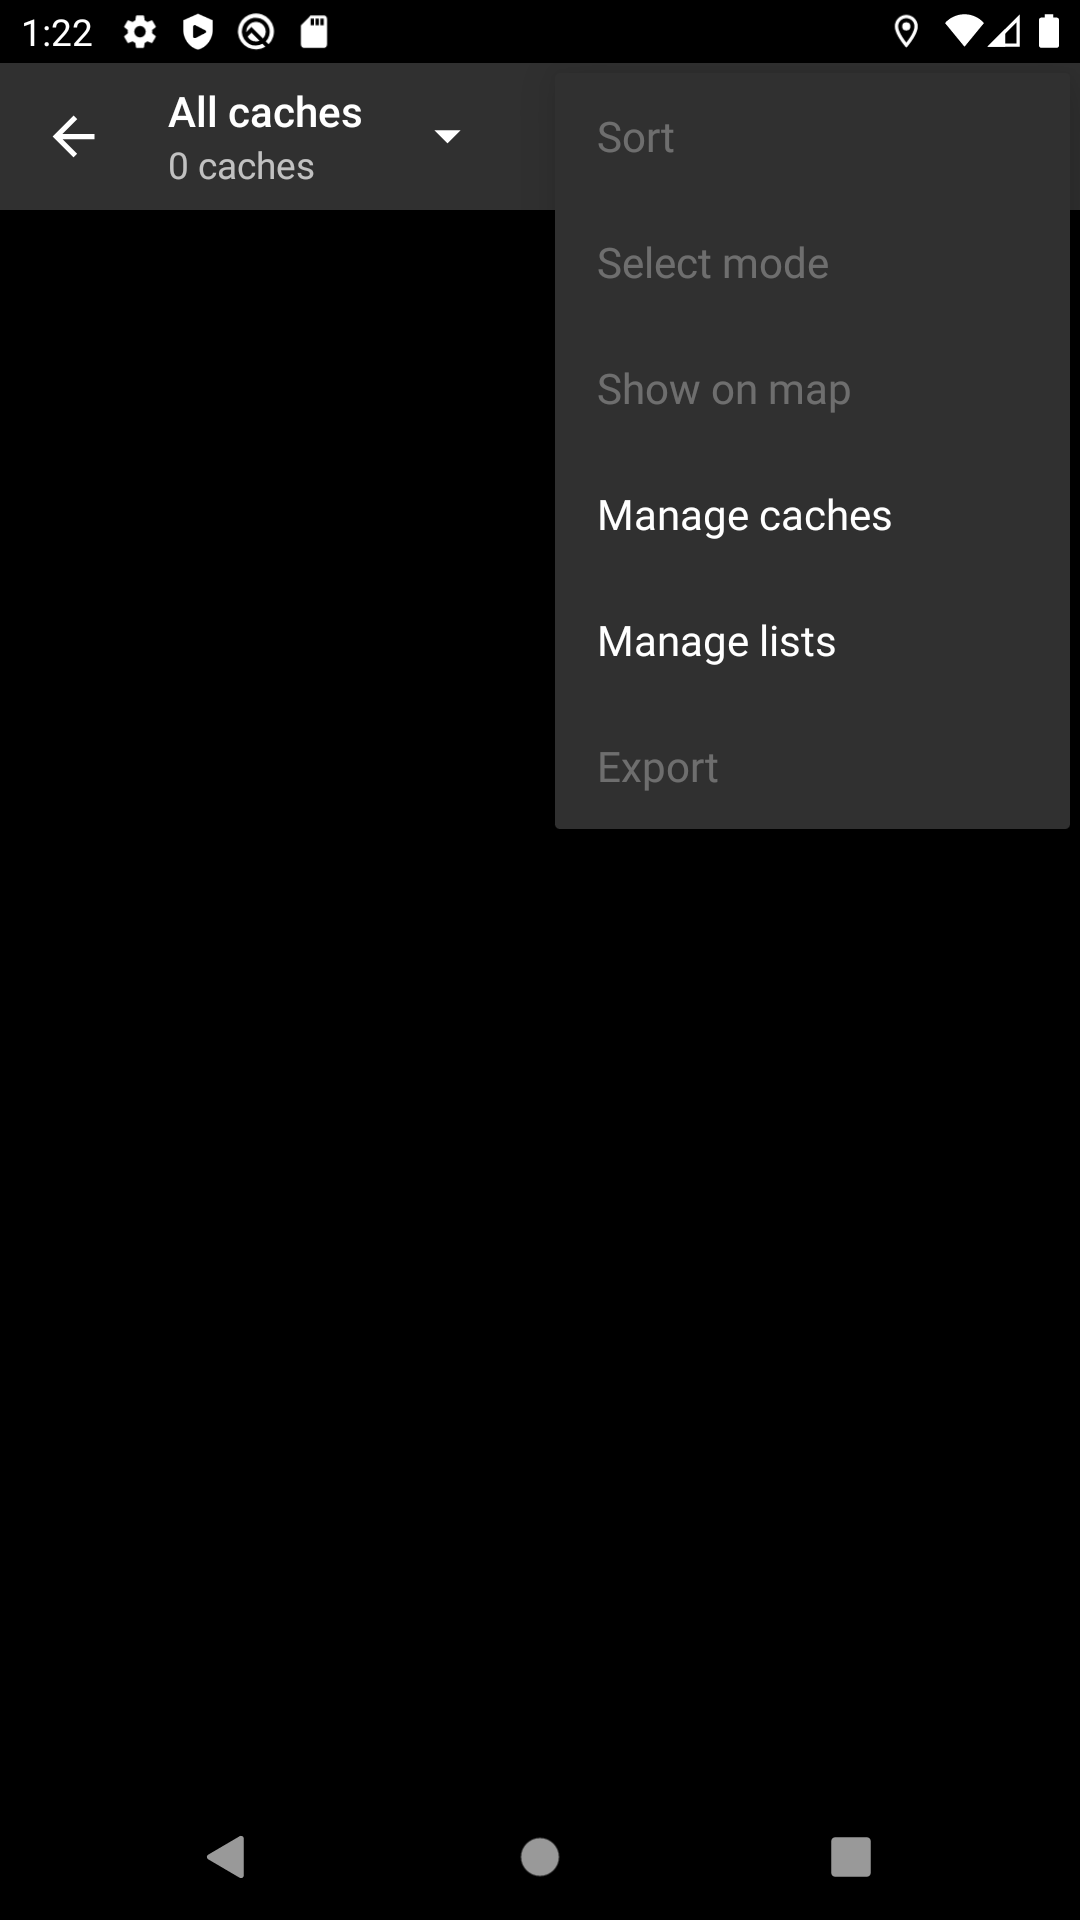 1:22
All caches
0 caches
Sort
Select mode
Show on map
Manage caches
Manage lists
Export